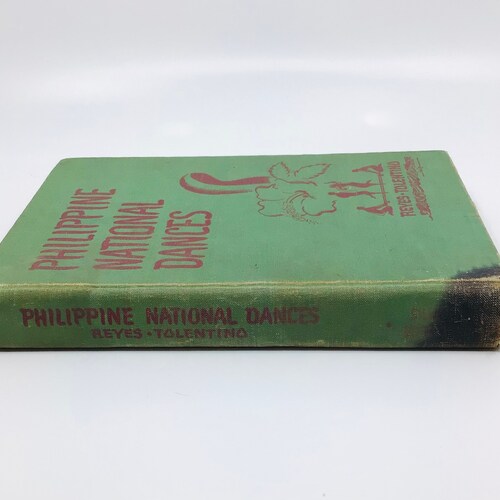 PHILIPPINE
NATIONAL
DANCES
REYES TOLENTINO
PHILIPPINE NATIONAL DANCES
REYES • TOLENTINO